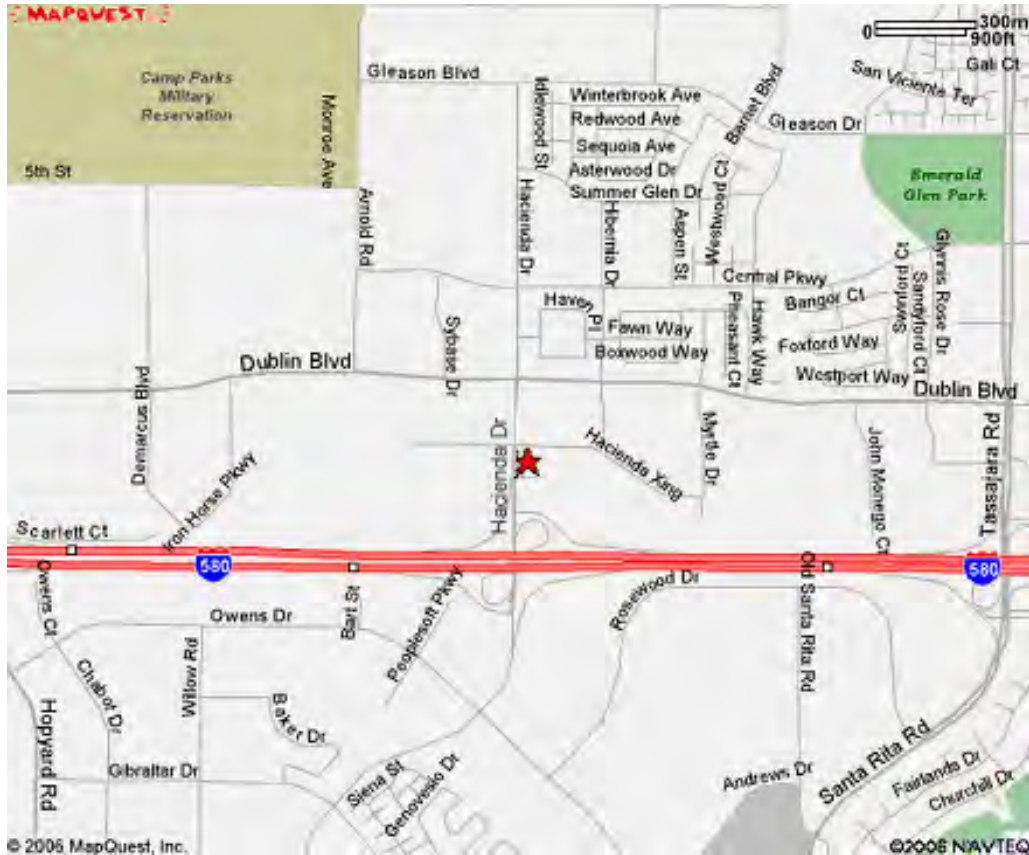 MAPQUEST
300m
0
900ft
Gleason Blvd
Gali Ct
San Vicente Ter
Camp Parks
Military
Reservation
Monroe Ave
Idlewood St
Winterbrook Ave
Redwood Ave
Barnet Blvd
Gleason Dr
Sequoia Ave
5th St
Asterwood Dr
Summer Glen Dr
Westwood Ct
Emerald
Glen Park
Arnold Rd
Hacienda Dr
Hibernia Dr
Aspen St
Central Pkwy
Glynnis Rose Dr
Sanford Ct
Sandyford Ct
Haven Pl
Bangor Ct
Sybase Dr
Fawn Way
Boxwood Way
Pheasant Ct
Hawk Way
Foxford Way
Westport Way
Dublin Blvd
Dublin Blvd
Demarcus Blvd
Hacienda Dr
Hacienda Xing
Myrtle Dr
John Monego Ct
Tassajara Rd
Iron Horse Pkwy
Scarlett Ct
580
580
Owens Ct
Owens Dr
Bart St
Peoplesoft Pkwy
Rosewood Dr
Old Santa Rita Rd
Chabot Dr
Willow Rd
Baker Dt
Hopyard Rd
Gibraltar Dr
Siena St
Genovesio Dr
Andrews Dr
Santa Rita Rd
Fairlands Dr
Churchill Dr
© 2006 MapQuest, Inc.
©2006 NAVTEQ